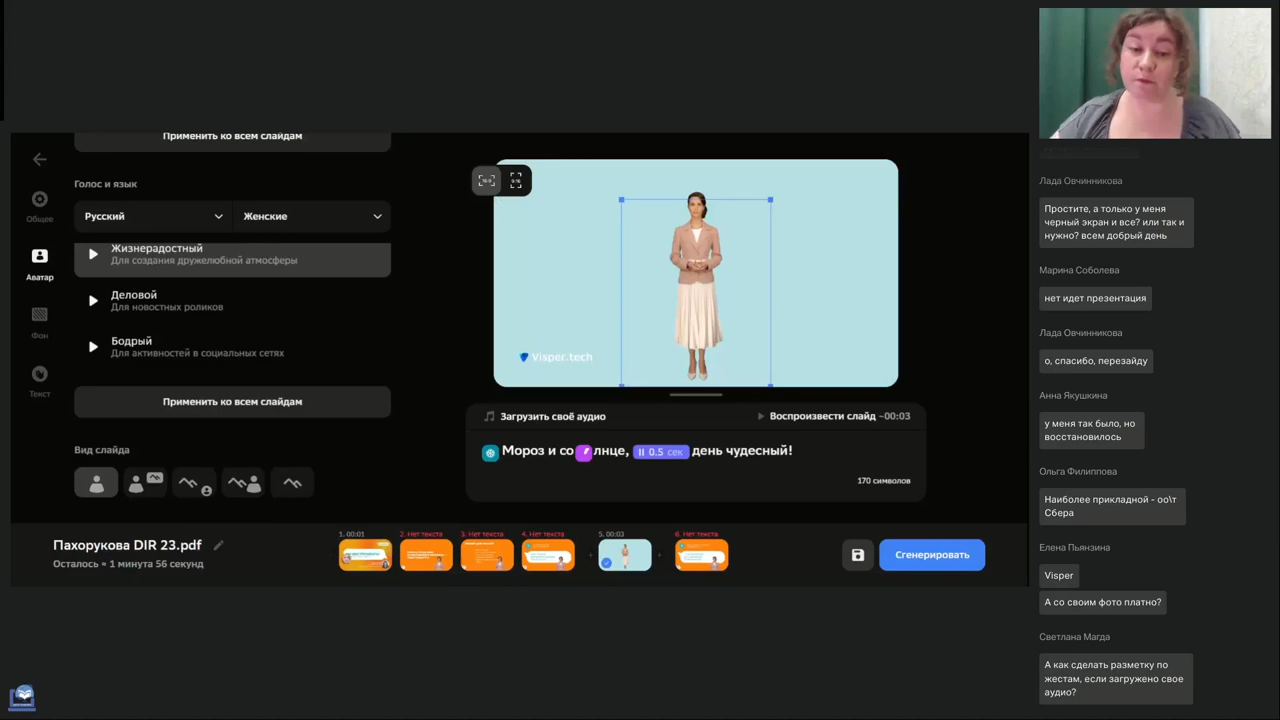 Применить ко всем слайдам
Голос и язык
Русский
Женские
Жизнерадостный
Для создания дружелюбной атмосферы
Деловой
Для новостных роликов
Бодрый
Для активностей в социальных сетях
Применить ко всем слайдам
Вид слайда
Общее
Аватар
Фон
Текст
16:9
9:16
Visper.tech
Загрузить своё аудио
Воспроизвести слайд ~00:03
Мороз и со лнце, 0.5 сек день чудесный!
170 символов
Пахорукова DIR 23.pdf
Осталось ≈ 1 минута 56 секунд
1. 00:01
2. Нет текста
3. Нет текста
4. Нет текста
5. 00:03
6. Нет текста
Сгенерировать
Лада Овчинникова
Простите, а только у меня
черный экран и все? или так и
нужно? всем добрый день
Марина Соболева
нет идет презентация
Лада Овчинникова
о, спасибо, перезайду
Анна Якушкина
у меня так было, но
восстановилось
Ольга Филиппова
Наиболее прикладной - оо\т
Сбера
Елена Пьянзина
Visper
А со своим фото платно?
Светлана Магда
А как сделать разметку по
жестам, если загружено свое
аудио?